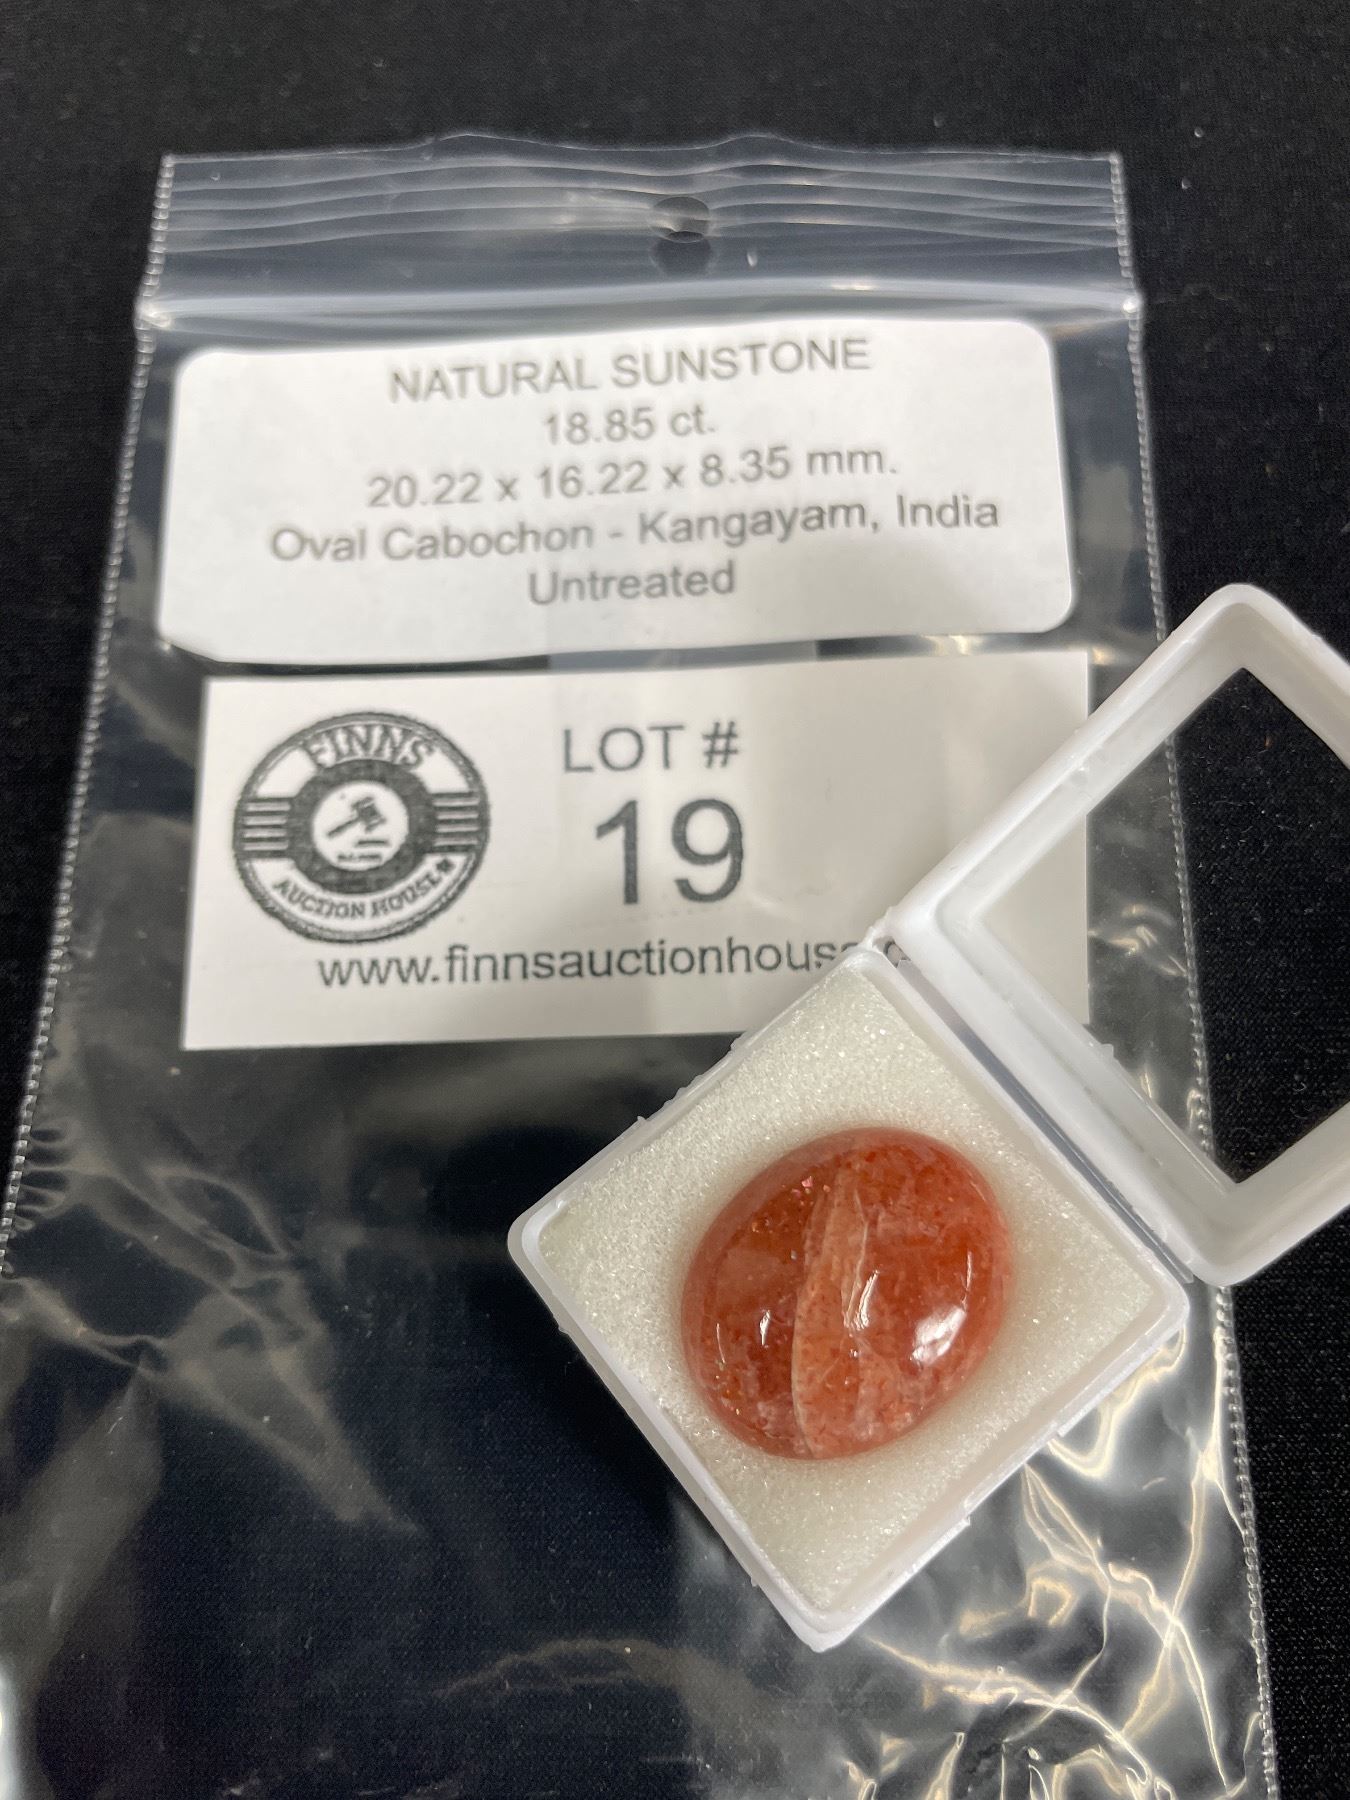 NATURAL SUNSTONE
18.85 ct.
20.22 x 16.22 x 8.35 mm.
Oval Cabochon - Kangayam, India
Untreated
FINNS
AUCTION HOUSE
LOT #
19
www.finnsauctionhouse